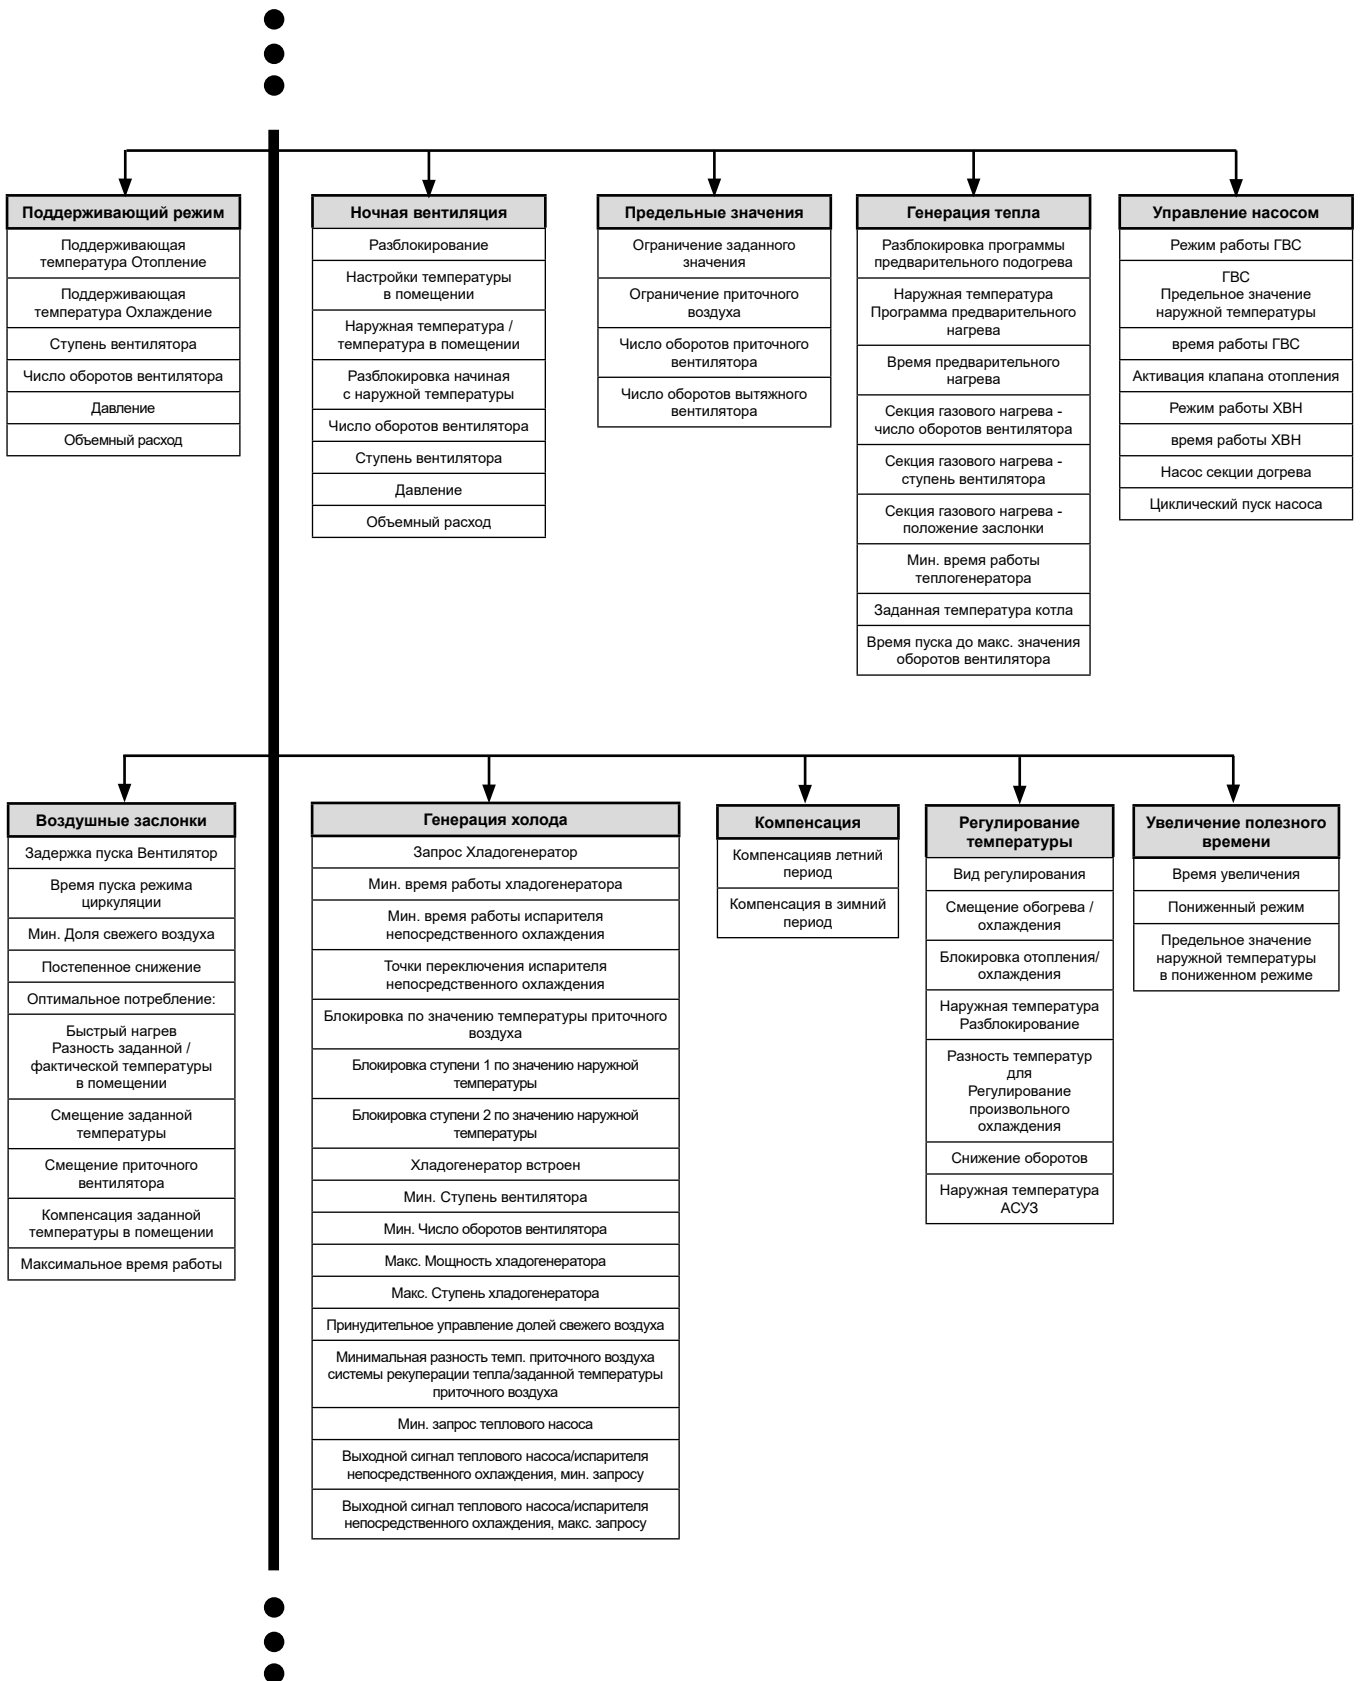 Поддерживающий режим
Поддерживающая
температура Отопление
Поддерживающая
температура Охлаждение
Ступень вентилятора
Число оборотов вентилятора
Давление
Объемный расход
Ночная вентиляция
Разблокирование
Настройки температуры
в помещении
Наружная температура /
температура в помещении
Разблокировка начиная
с наружной температуры
Число оборотов вентилятора
Ступень вентилятора
Давление
Объемный расход
Предельные значения
Ограничение заданного
значения
Ограничение приточного
воздуха
Число оборотов приточного
вентилятора
Число оборотов вытяжного
вентилятора
Генерация тепла
Разблокировка программы
предварительного подогрева
Наружная температура
Программа предварительного
нагрева
Время предварительного
нагрева
Секция газового нагрева -
число оборотов вентилятора
Секция газового нагрева -
ступень вентилятора
Секция газового нагрева -
положение заслонки
Мин. время работы
теплогенератора
Заданная температура котла
Время пуска до макс. значения
оборотов вентилятора
Управление насосом
Режим работы ГВС
ГВС
Предельное значение
наружной температуры
время работы ГВС
Активация клапана отопления
Режим работы ХВН
время работы ХВН
Насос секции догрева
Циклический пуск насоса
Воздушные заслонки
Задержка пуска Вентилятор
Время пуска режима
циркуляции
Мин. Доля свежего воздуха
Постепенное снижение
Оптимальное потребление:
Быстрый нагрев
Разность заданной /
фактической температуры
в помещении
Смещение заданной
температуры
Смещение приточного
вентилятора
Компенсация заданной
температуры в помещении
Максимальное время работы
Генерация холода
Запрос Хладогенератор
Мин. время работы хладогенератора
Мин. время работы испарителя
непосредственного охлаждения
Точки переключения испарителя
непосредственного охлаждения
Блокировка по значению температуры приточного
воздуха
Блокировка ступени 1 по значению наружной
температуры
Блокировка ступени 2 по значению наружной
температуры
Хладогенератор встроен
Мин. Ступень вентилятора
Мин. Число оборотов вентилятора
Макс. Мощность хладогенератора
Макс. Ступень хладогенератора
Принудительное управление долей свежего воздуха
Минимальная разность темп. приточного воздуха
системы рекуперации тепла/заданной температуры
приточного воздуха
Мин. запрос теплового насоса
Выходной сигнал теплового насоса/испарителя
непосредственного охлаждения, мин. запросу
Выходной сигнал теплового насоса/испарителя
непосредственного охлаждения, макс. запросу
Компенсация
Компенсацияв летний
период
Компенсация в зимний
период
Регулирование
температуры
Вид регулирования
Смещение обогрева /
охлаждения
Блокировка отопления/
охлаждения
Наружная температура
Разблокирование
Разность температур
для
Регулирование
произвольного
охлаждения
Снижение оборотов
Наружная температура
АСУЗ
Увеличение полезного
времени
Время увеличения
Пониженный режим
Предельное значение
наружной температуры
в пониженном режиме